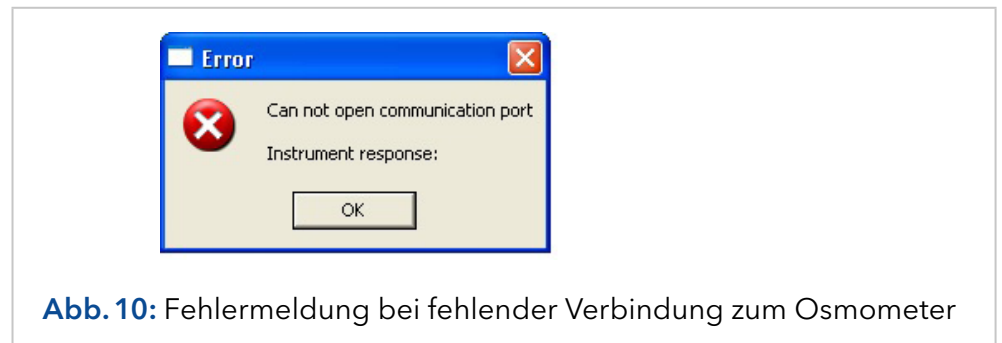 Error
Can not open communication port
Instrument response:
OK
Abb. 10: Fehlermeldung bei fehlender Verbindung zum Osmometer